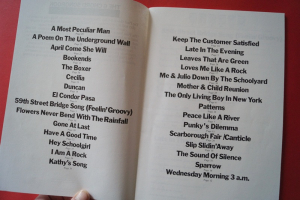 A Most Peculiar Man
A Poem On The Underground Wall
April Come She Will
Bookends
The Boxer
Cecilia
Duncan
El Condor Pasa
59th Street Bridge Song (Feelin' Groovy)
Flowers Never Bend With The Rainfall
Gone At Last
Have A Good Time
Hey Schoolgirl
I Am A Rock
Kathy's Song
Keep The Customer Satisfied
Late In The Evening
Leaves That Are Green
Loves Me Like A Rock
Me & Julio Down By The Schoolyard
Mother & Child Reunion
The Only Living Boy In New York
Patterns
Peace Like A River
Punky's Dilemma
Scarborough Fair /Canticle
Slip Slidin' Away
The Sound Of Silence
Sparrow
Wednesday Morning 3 a.m.